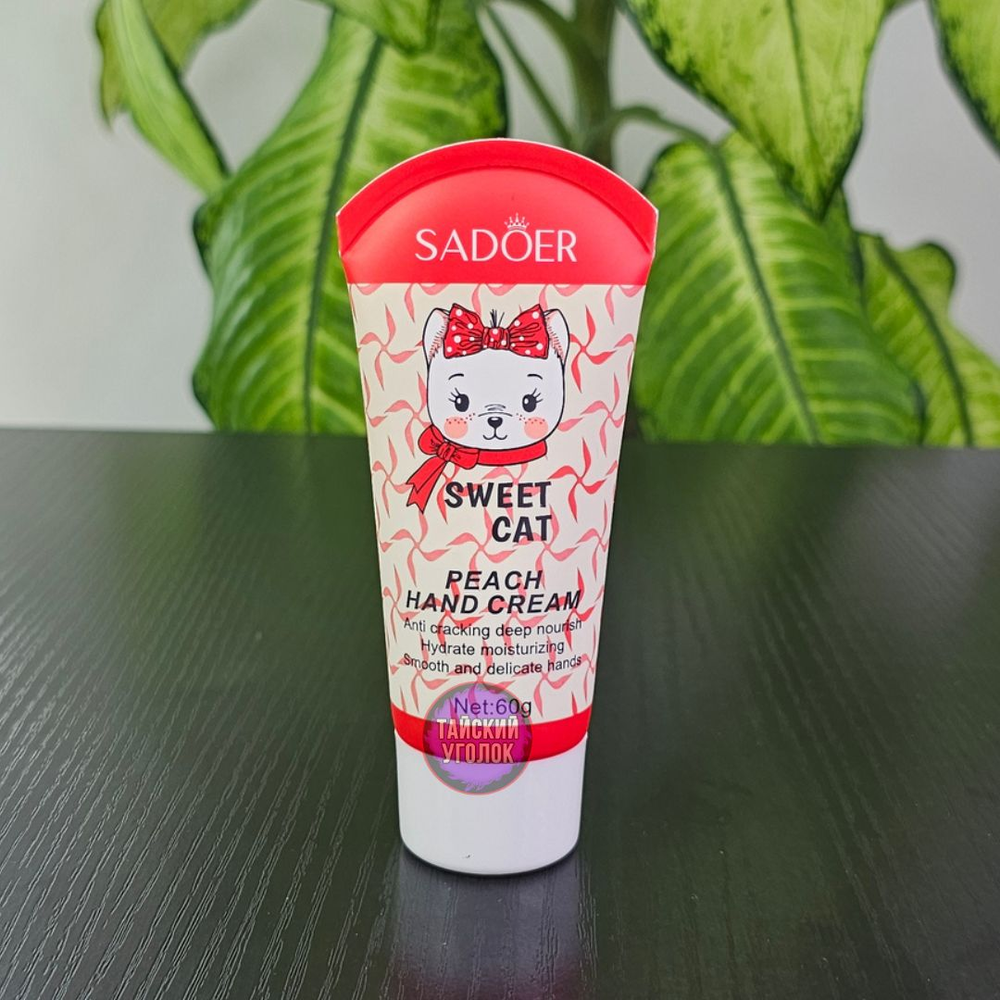 SADOER
SWEET
CAT
PEACH
HAND CREAM
Anti cracking deep nourish
Hydrate moisturizing
Smooth and delicate hands
Net:60g
ТАЙСКИЙ
УГОЛОК